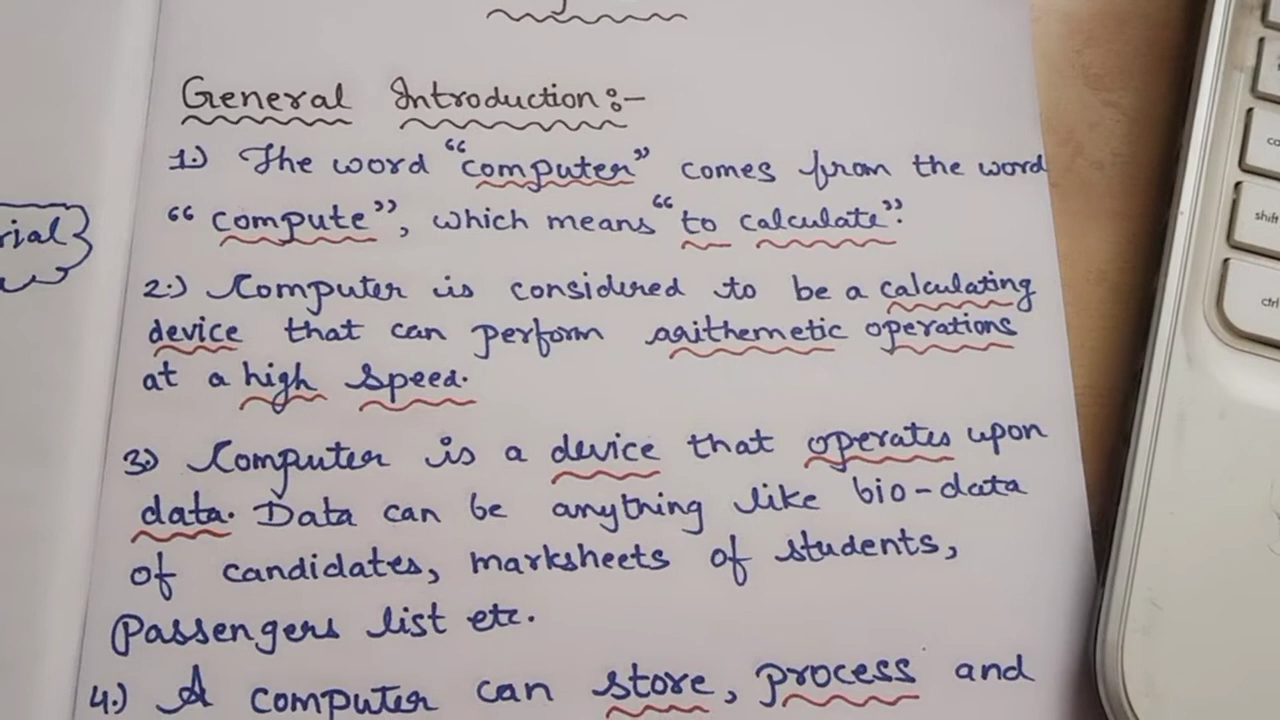 General Introduction:-
1.) The word "computer" comes from the word
"compute", which means "to calculate".
2.) Computer is considered to be a calculating
device that can perform arithemetic operations
at a high speed.
rial
3.) Computer is a device that operates upon
data. Data can be anything like bio-data
of candidates, marksheets of students,
Passengers list etc.
4.) A computer can store, process and
shift
ctrl